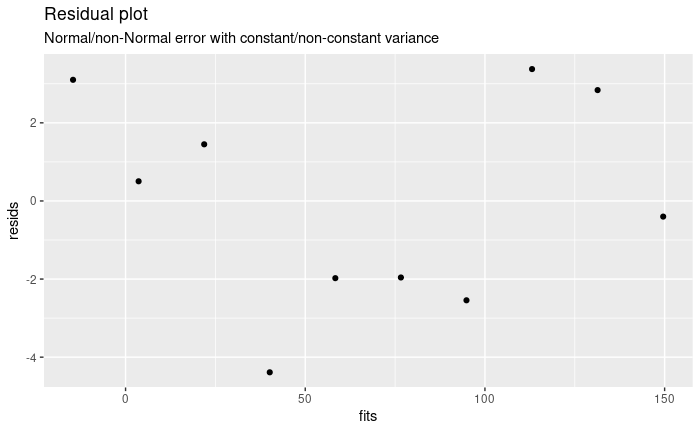 Residual plot
Normal/non-Normal error with constant/non-constant variance
2
0
-2
-4
resids
0
50
100
150
fits